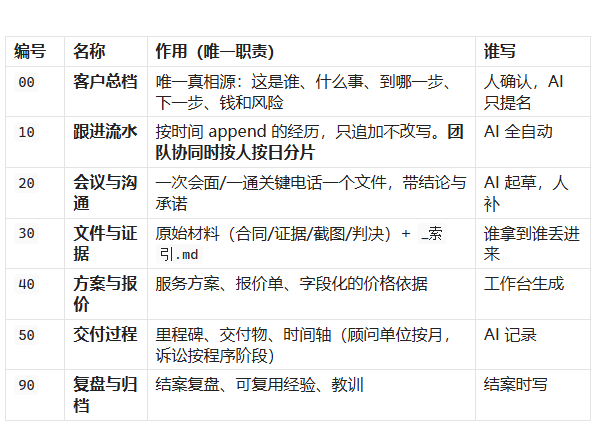 编号 名称 作用（唯一职责） 谁写
00 客户总档 唯一真相源：这是谁、什么事、到哪一步、 人确认，AI
下一步、钱和风险 只提名
10 跟进流水 按时间 append 的经历，只追加不改写。团 AI 全自动
队协同时按人按日分片
20 会议与沟 一次会面/一通关键电话一个文件，带结论与 AI 起草，人
通 承诺 补
30 文件与证 原始材料（合同/证据/截图/判决）+ _索 谁拿到谁丢进
据 引.md 来
40 方案与报 服务方案、报价单、字段化的价格依据 工作台生成
价
50 交付过程 里程碑、交付物、时间轴（顾问单位按月， AI 记录
诉讼按程序阶段）
90 复盘与归 结案复盘、可复用经验、教训 结案时写
档